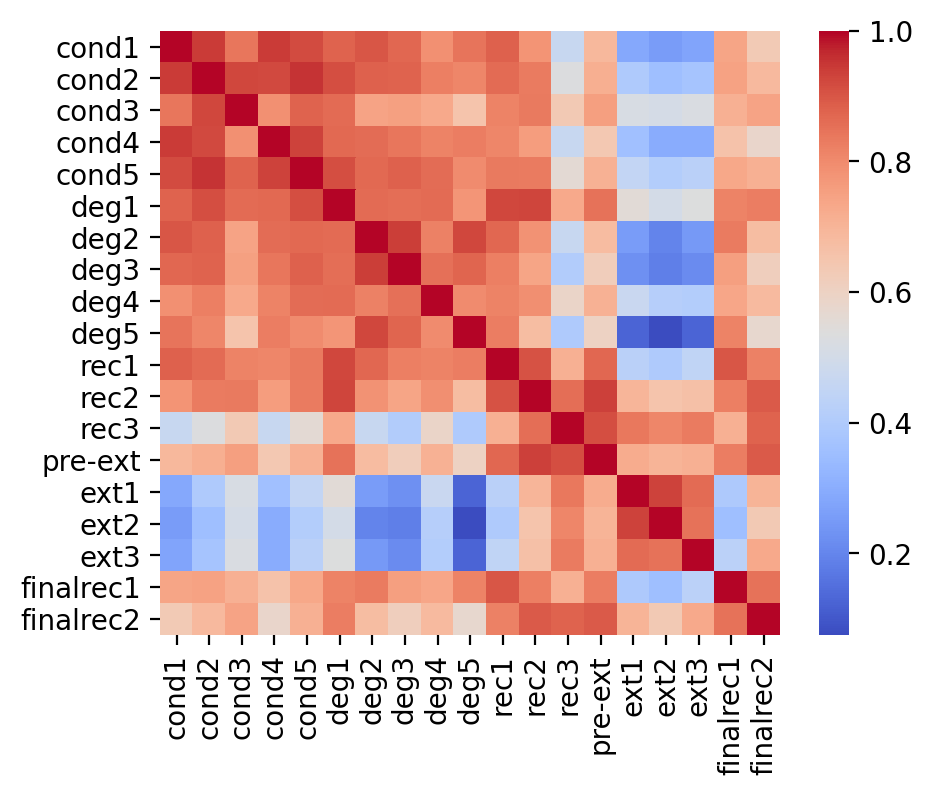 cond1
cond2
cond3
cond4
cond5
deg1
deg2
deg3
deg4
deg5
rec1
rec2
rec3
pre-ext
ext1
ext2
ext3
finalrec1
finalrec2
cond1
cond2
cond3
cond4
cond5
deg1
deg2
deg3
deg4
deg5
rec1
rec2
rec3
pre-ext
ext1
ext2
ext3
finalrec1
finalrec2
1.0
0.8
0.6
0.4
0.2